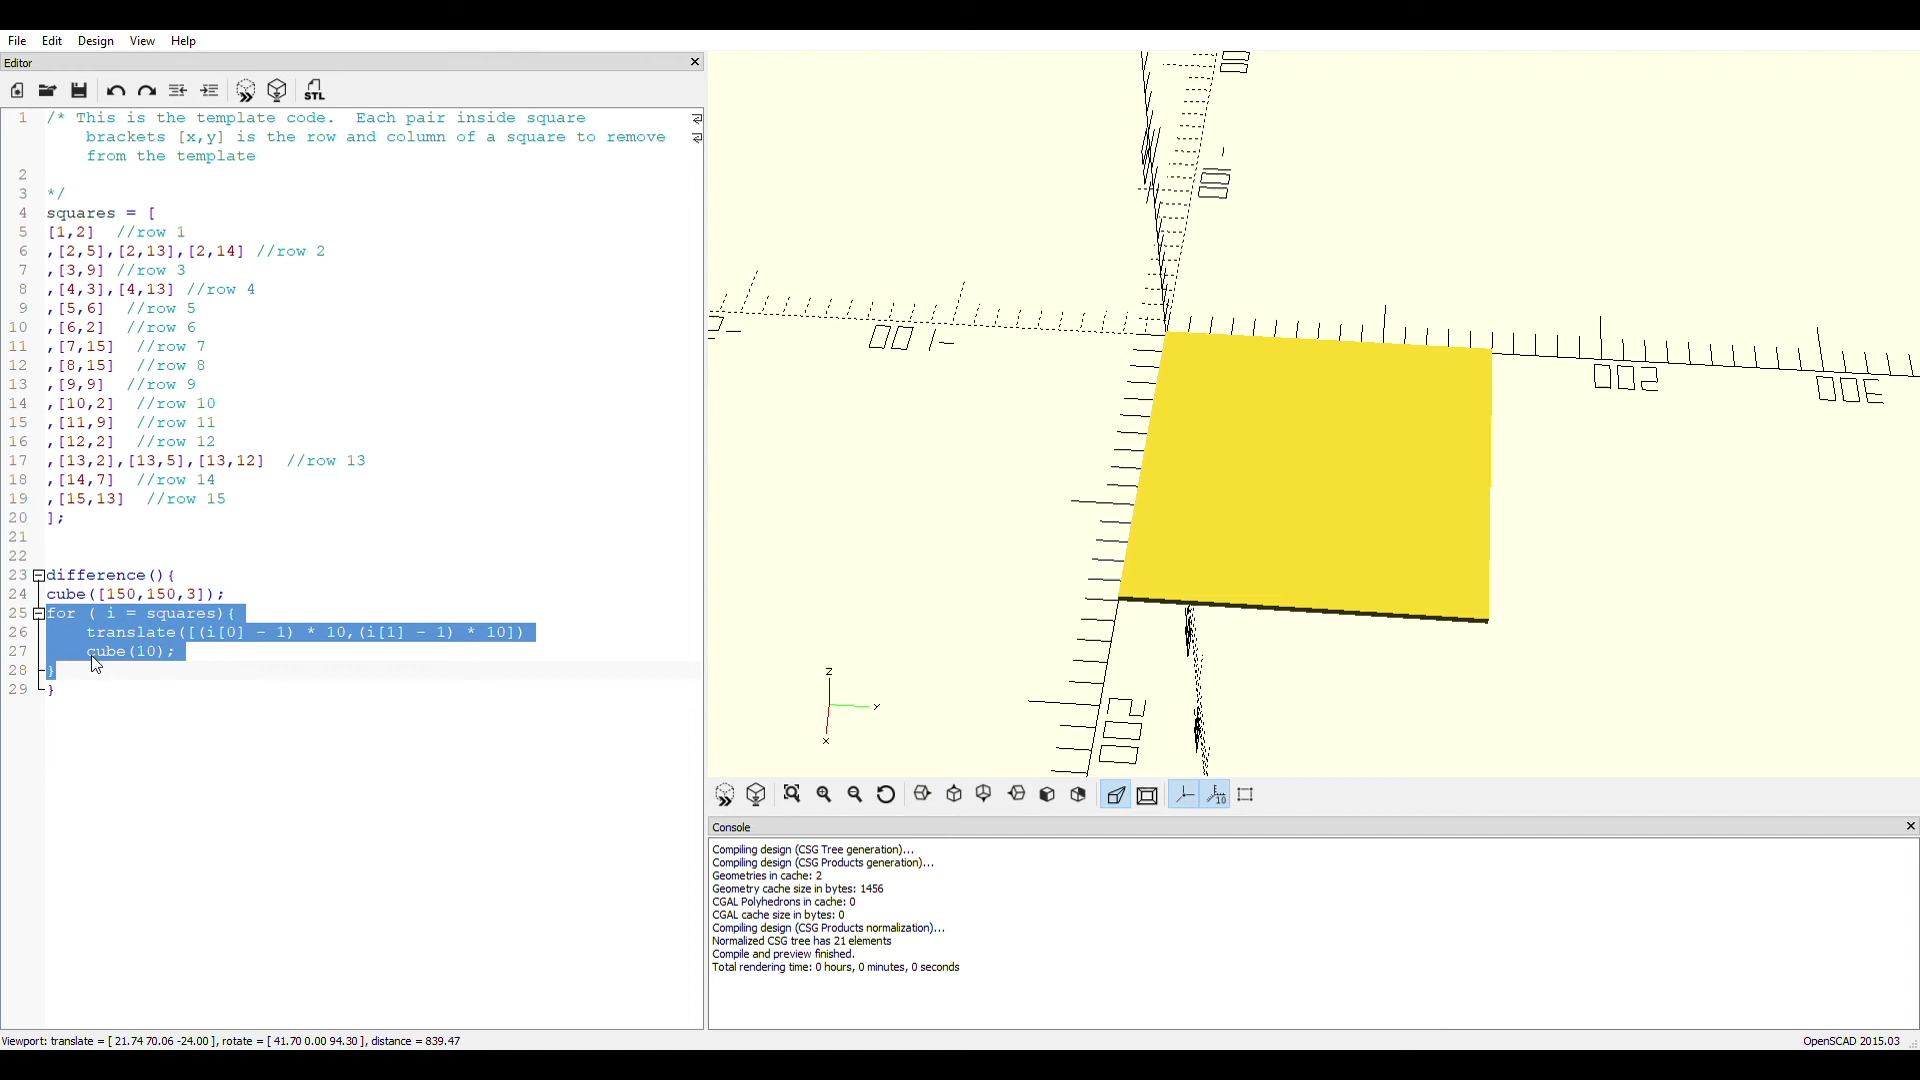 File Edit Design View Help
Editor
STL
1 /* This is the template code.  Each pair inside square
brackets [x,y] is the row and column of a square to remove
from the template
2
3 */
4 squares = [
5 [1,2]  //row 1
6 ,[2,5],[2,13],[2,14] //row 2
7 ,[3,9] //row 3
8 ,[4,3],[4,13] //row 4
9 ,[5,6]  //row 5
10 ,[6,2]  //row 6
11 ,[7,15]  //row 7
12 ,[8,15]  //row 8
13 ,[9,9]  //row 9
14 ,[10,2]  //row 10
15 ,[11,9]  //row 11
16 ,[12,2]  //row 12
17 ,[13,2],[13,5],[13,12]  //row 13
18 ,[14,7]  //row 14
19 ,[15,13]  //row 15
20 ];
21
22
23 difference(){
24 cube([150,150,3]);
25 for ( i = squares){
26     translate([(i[0] - 1) * 10,(i[1] - 1) * 10])
27     cube(10);
28 }
29 }
-100
200
300
z
y
x
10
Console
Compiling design (CSG Tree generation)...
Compiling design (CSG Products generation)...
Geometries in cache: 2
Geometry cache size in bytes: 1456
CGAL Polyhedrons in cache: 0
CGAL cache size in bytes: 0
Compiling design (CSG Products normalization)...
Normalized CSG tree has 21 elements
Compile and preview finished.
Total rendering time: 0 hours, 0 minutes, 0 seconds
Viewport: translate = [ 21.74 70.06 -24.00 ], rotate = [ 41.70 0.00 94.30 ], distance = 839.47
OpenSCAD 2015.03